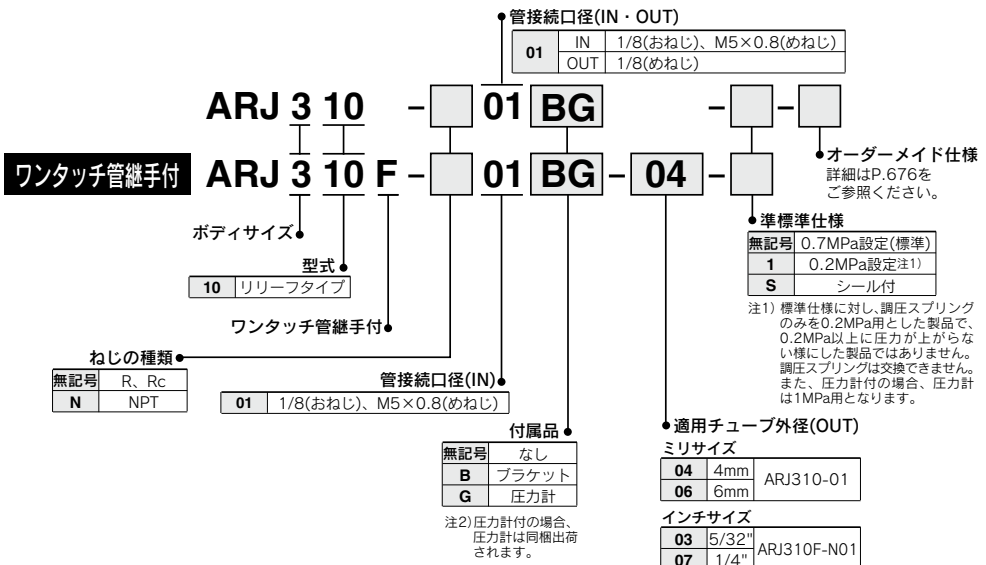 管接続口径(IN・OUT)
01 IN 1/8(おねじ)、M5×0.8(めねじ)
OUT 1/8(めねじ)
ARJ 3 10 - 01 BG - -
ワンタッチ管継手付 ARJ 3 10 F - 01 BG - 04 -
オーダーメイド仕様
詳細はP.676を
ご参照ください。
ボディサイズ
型式
10 リリーフタイプ
ワンタッチ管継手付
ねじの種類
無記号 R、Rc
N NPT
管接続口径(IN)
01 1/8(おねじ)、M5×0.8(めねじ)
付属品
無記号 なし
B ブラケット
G 圧力計
注2)圧力計付の場合、
圧力計は同梱出荷
されます。
準標準仕様
無記号 0.7MPa設定(標準)
1 0.2MPa設定注1)
S シール付
注1) 標準仕様に対し、調圧スプリング
のみを0.2MPa用とした製品で、
0.2MPa以上に圧力が上がらな
い様にした製品ではありません。
調圧スプリングは交換できません。
また、圧力計付の場合、圧力計
は1MPa用となります。
適用チューブ外径(OUT)
ミリサイズ
04 4mm ARJ310-01
06 6mm
インチサイズ
03 5/32" ARJ310F-N01
07 1/4"